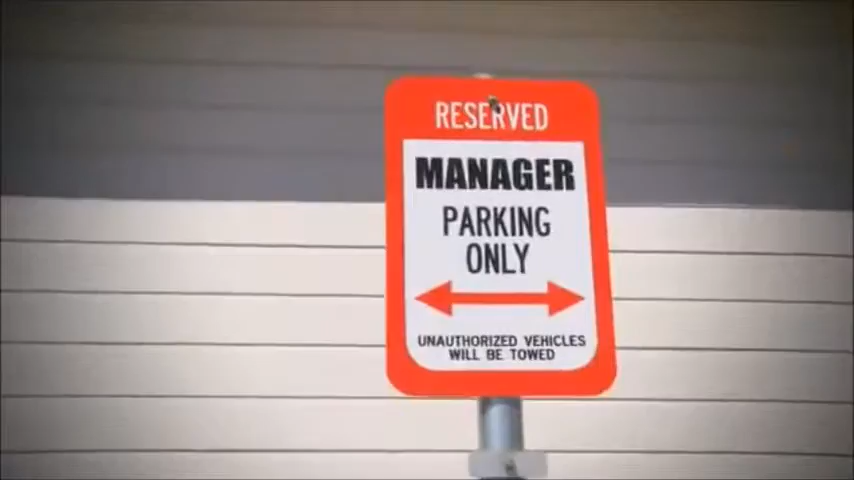 RESERVED
MANAGER
PARKING
ONLY
UNAUTHORIZED VEHICLES
WILL BE TOWED